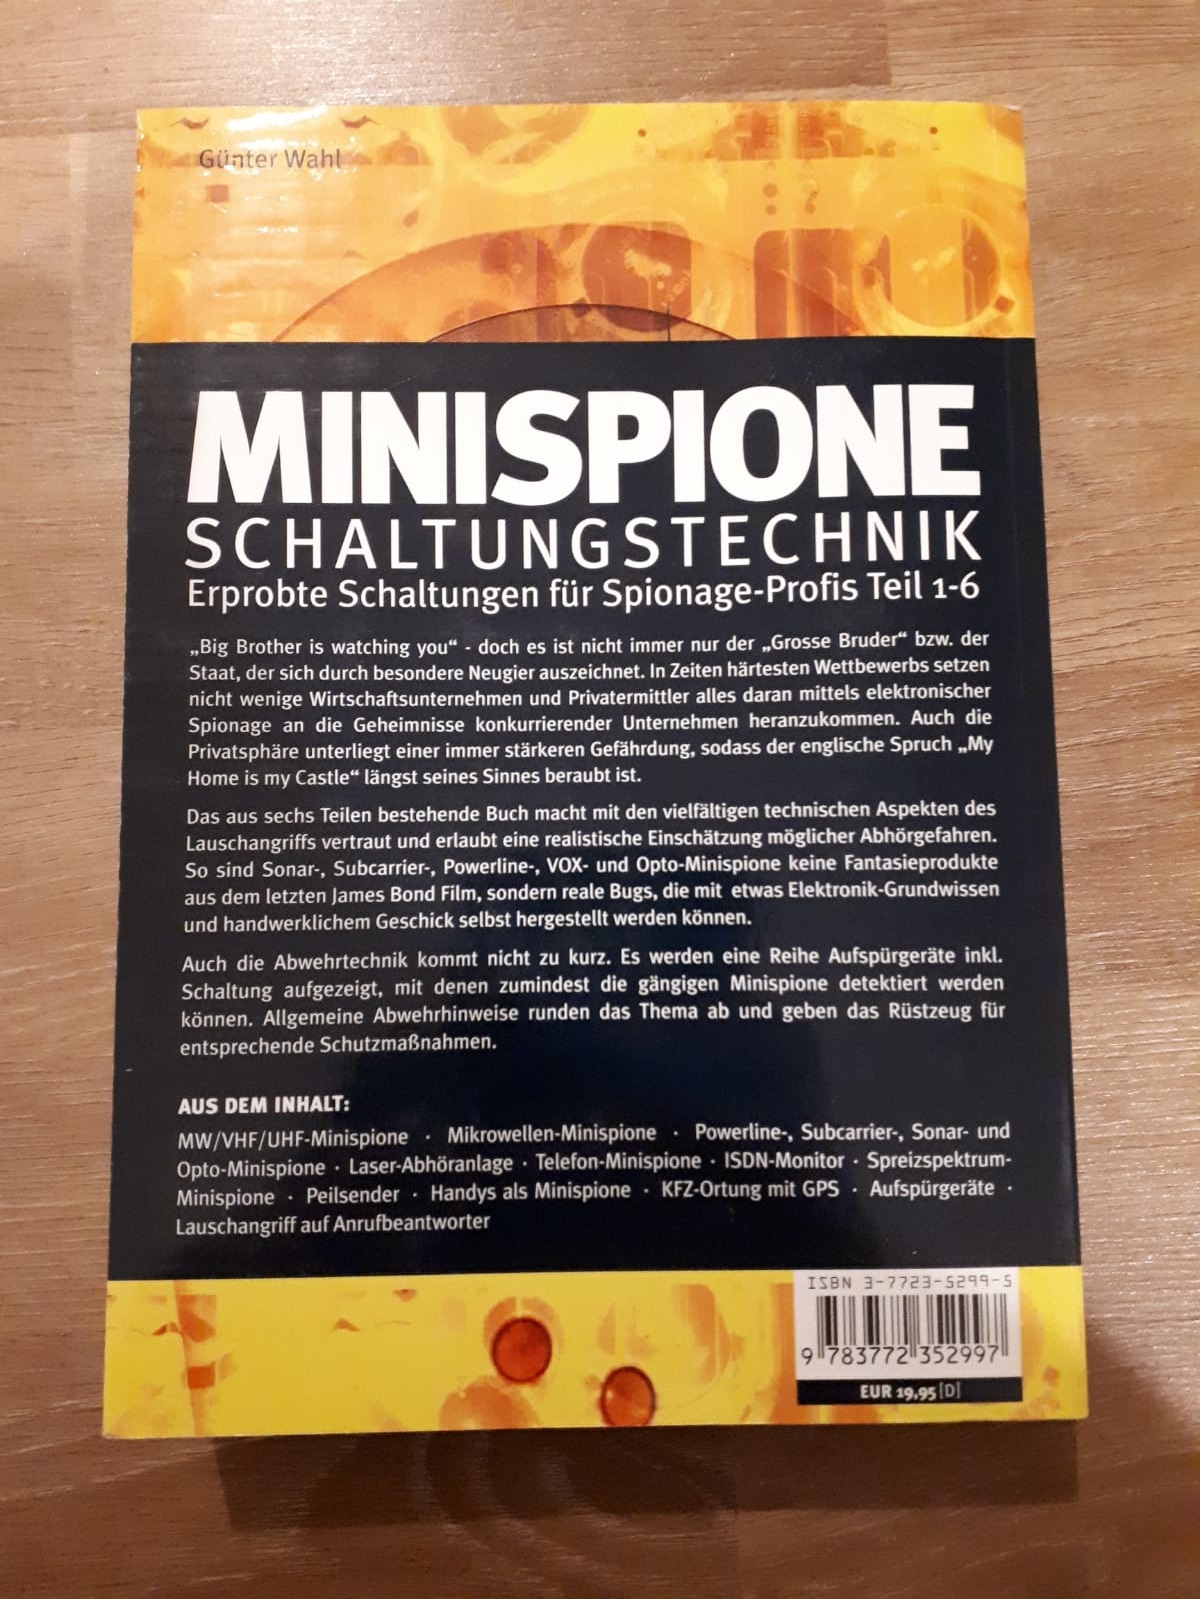 Günter Wahl
MINISPIONE
SCHALTUNGSTECHNIK
Erprobte Schaltungen für Spionage-Profis Teil 1-6
„Big Brother is watching you“ - doch es ist nicht immer nur der „Grosse Bruder“ bzw. der
Staat, der sich durch besondere Neugier auszeichnet. In Zeiten härtesten Wettbewerbs setzen
nicht wenige Wirtschaftsunternehmen und Privatermittler alles daran mittels elektronischer
Spionage an die Geheimnisse konkurrierender Unternehmen heranzukommen. Auch die
Privatsphäre unterliegt einer immer stärkeren Gefährdung, sodass der englische Spruch „My
Home is my Castle“ längst seines Sinnes beraubt ist.
Das aus sechs Teilen bestehende Buch macht mit den vielfältigen technischen Aspekten des
Lauschangriffs vertraut und erlaubt eine realistische Einschätzung möglicher Abhörgefahren.
So sind Sonar-, Subcarrier-, Powerline-, VOX- und Opto-Minispione keine Fantasieprodukte
aus dem letzten James Bond Film, sondern reale Bugs, die mit etwas Elektronik-Grundwissen
und handwerklichem Geschick selbst hergestellt werden können.
Auch die Abwehrtechnik kommt nicht zu kurz. Es werden eine Reihe Aufspürgeräte inkl.
Schaltung aufgezeigt, mit denen zumindest die gängigen Minispione detektiert werden
können. Allgemeine Abwehrhinweise runden das Thema ab und geben das Rüstzeug für
entsprechende Schutzmaßnahmen.
AUS DEM INHALT:
MW/VHF/UHF-Minispione · Mikrowellen-Minispione · Powerline-, Subcarrier-, Sonar- und
Opto-Minispione · Laser-Abhöranlage · Telefon-Minispione · ISDN-Monitor · Spreizspektrum-
Minispione · Peilsender · Handys als Minispione · KFZ-Ortung mit GPS · Aufspürgeräte ·
Lauschangriff auf Anrufbeantworter
ISBN 3-7723-5299-5
9 783772 352997
EUR 19,95 [D]